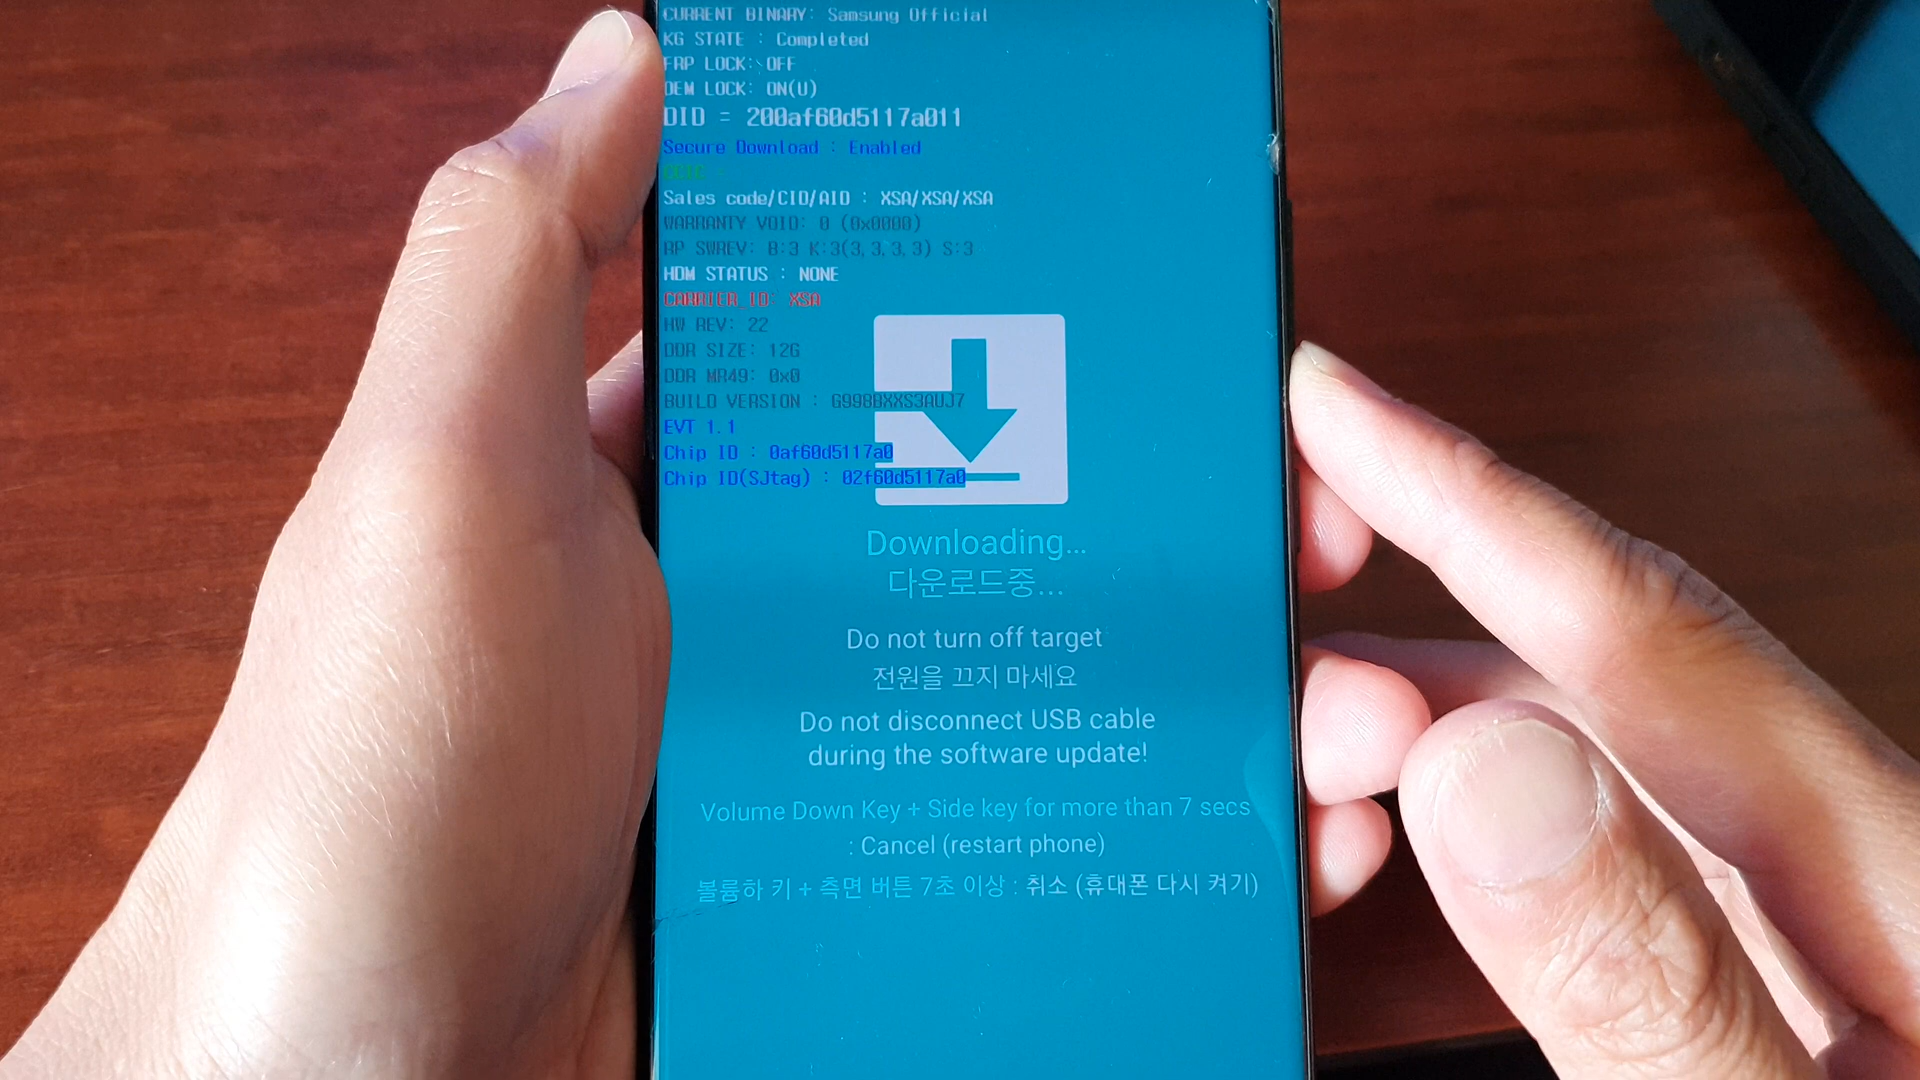 CURRENT BINARY: Samsung Official
KG STATE : Completed
FRP LOCK: OFF
OEM LOCK: ON(U)
DID = 200af60d5117a011
Secure Download : Enabled
Sales code/CID/AID : XSA/XSA/XSA
WARRANTY VOID: 0 (0x0000)
RP SWREV: B:3 K:3(3,3,3,3) S:3
HDM STATUS : NONE
CARRIER_ID: XSA
HW REV: 22
DDR SIZE: 12G
DDR MR49: 0x0
BUILD VERSION : G998BXXS3AUJ7
EVT 1.1
Chip ID : 0af60d5117a0
Chip ID(SJtag) : 02f60d5117a0
Downloading...
다운로드중...
Do not turn off target
전원을 끄지 마세요
Do not disconnect USB cable
during the software update!
Volume Down Key + Side key for more than 7 secs
: Cancel (restart phone)
볼륨하 키 + 측면 버튼 7초 이상 : 취소 (휴대폰 다시 켜기)